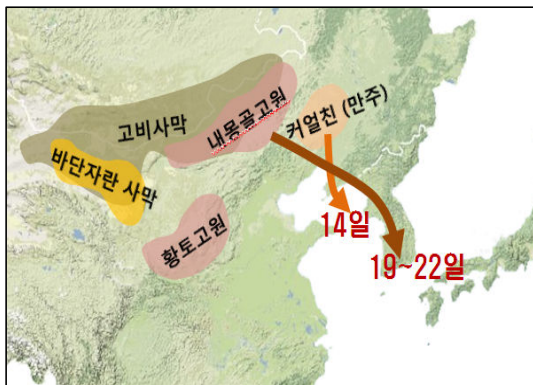 고비사막
내몽골고원
커얼친 (만주)
바단자란 사막
황토고원
14일
19~22일